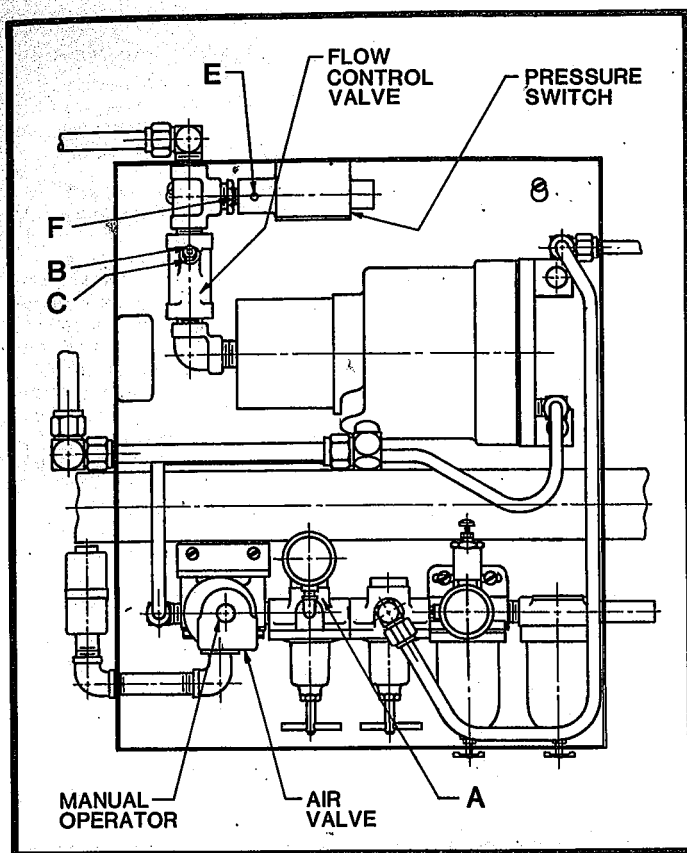 E
FLOW
CONTROL
VALVE
PRESSURE
SWITCH
F
B
C
MANUAL
OPERATOR
AIR
VALVE
A